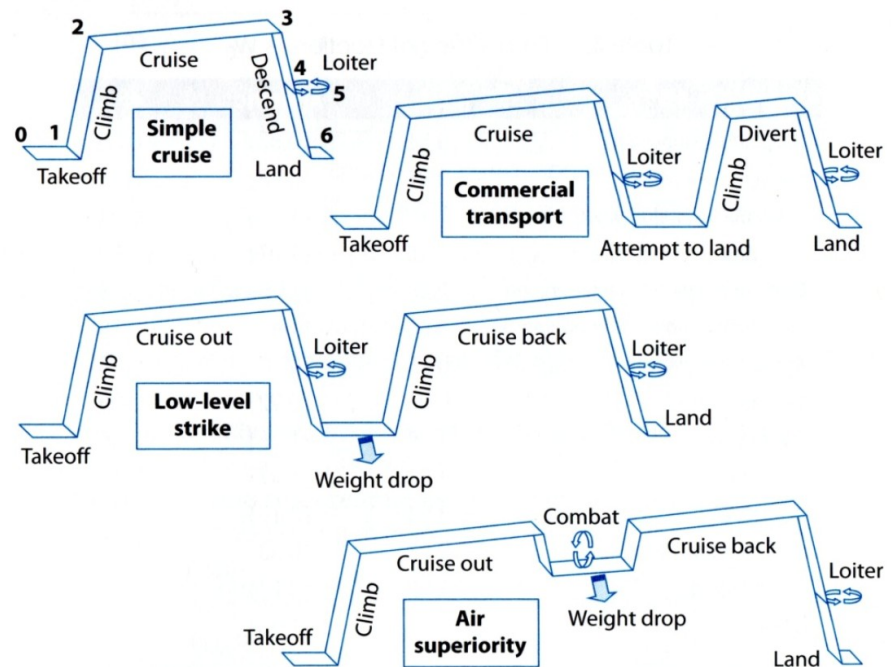 2
3
Cruise
4
Loiter
5
Climb
Descend
0
1
6
Simple
cruise
Takeoff
Land
Cruise
Divert
Climb
Loiter
Climb
Loiter
Commercial
transport
Takeoff
Attempt to land
Land
Cruise out
Cruise back
Climb
Loiter
Climb
Loiter
Low-level
strike
Takeoff
Land
Weight drop
Combat
Cruise out
Cruise back
Climb
Loiter
Weight drop
Air
superiority
Takeoff
Land